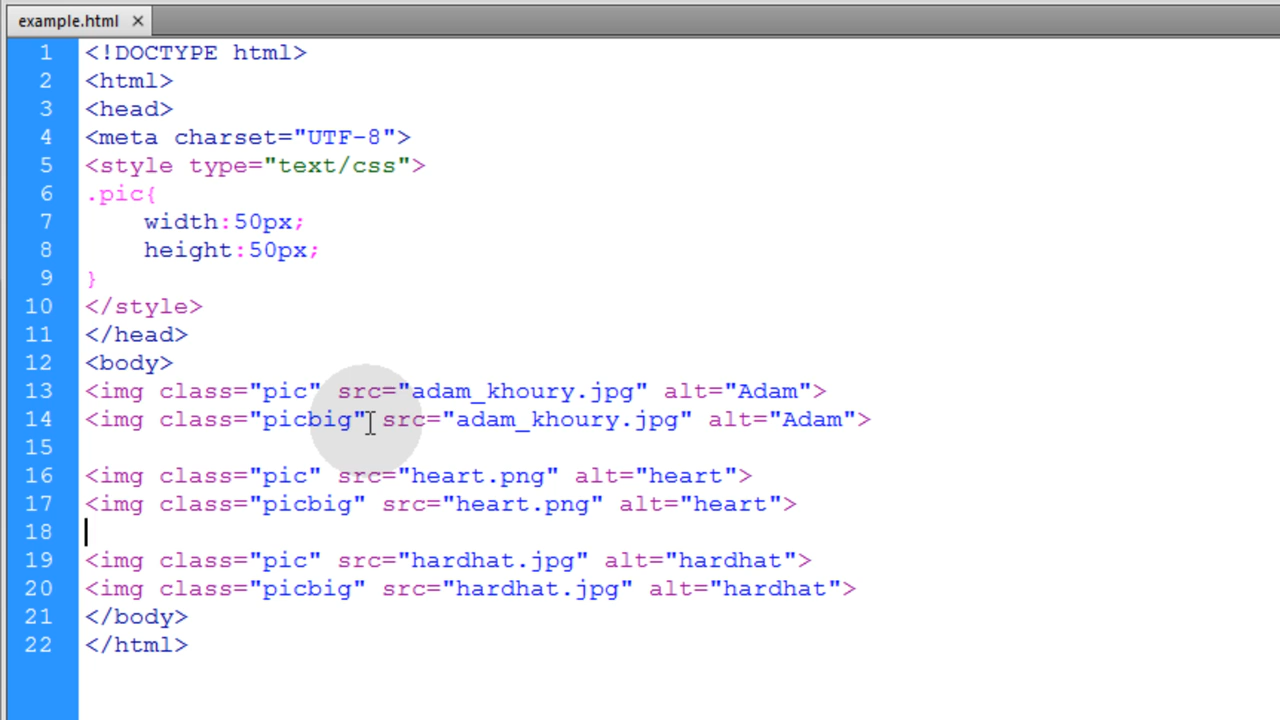 example.html ×
1 <!DOCTYPE html>
2 <html>
3 <head>
4 <meta charset="UTF-8">
5 <style type="text/css">
6 .pic{
7     width:50px;
8     height:50px;
9 }
10 </style>
11 </head>
12 <body>
13 <img class="pic" src="adam_khoury.jpg" alt="Adam">
14 <img class="picbig" src="adam_khoury.jpg" alt="Adam">
15
16 <img class="pic" src="heart.png" alt="heart">
17 <img class="picbig" src="heart.png" alt="heart">
18
19 <img class="pic" src="hardhat.jpg" alt="hardhat">
20 <img class="picbig" src="hardhat.jpg" alt="hardhat">
21 </body>
22 </html>